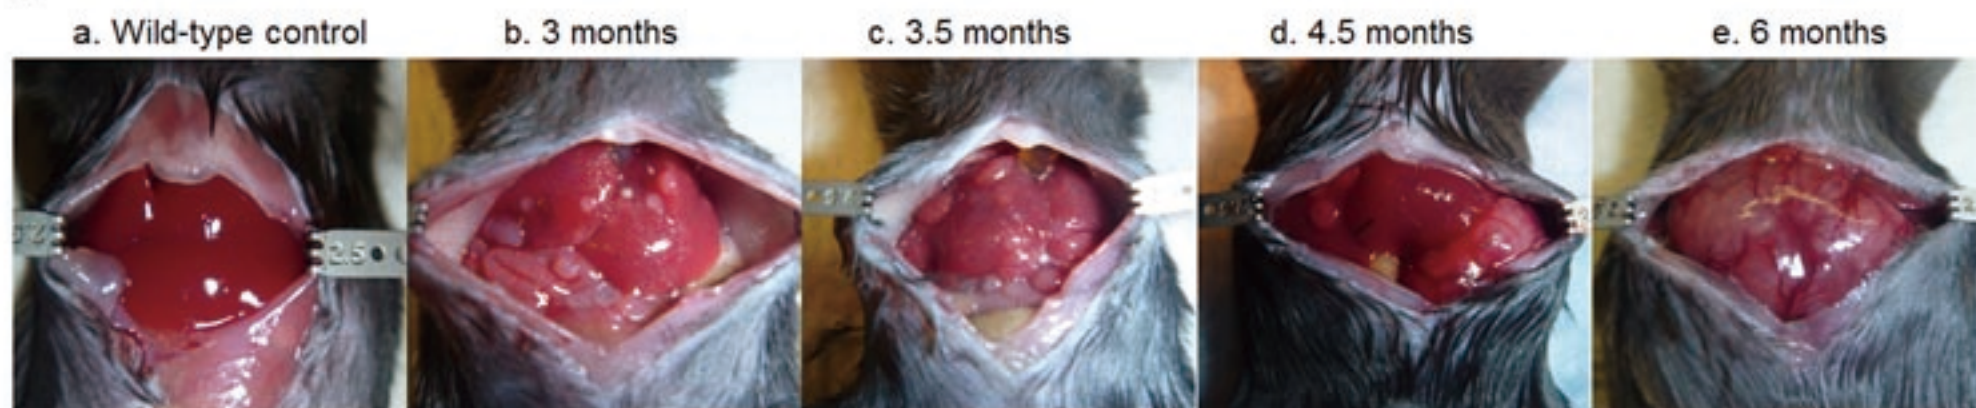 a. Wild-type control
b. 3 months
c. 3.5 months
d. 4.5 months
e. 6 months
2.5